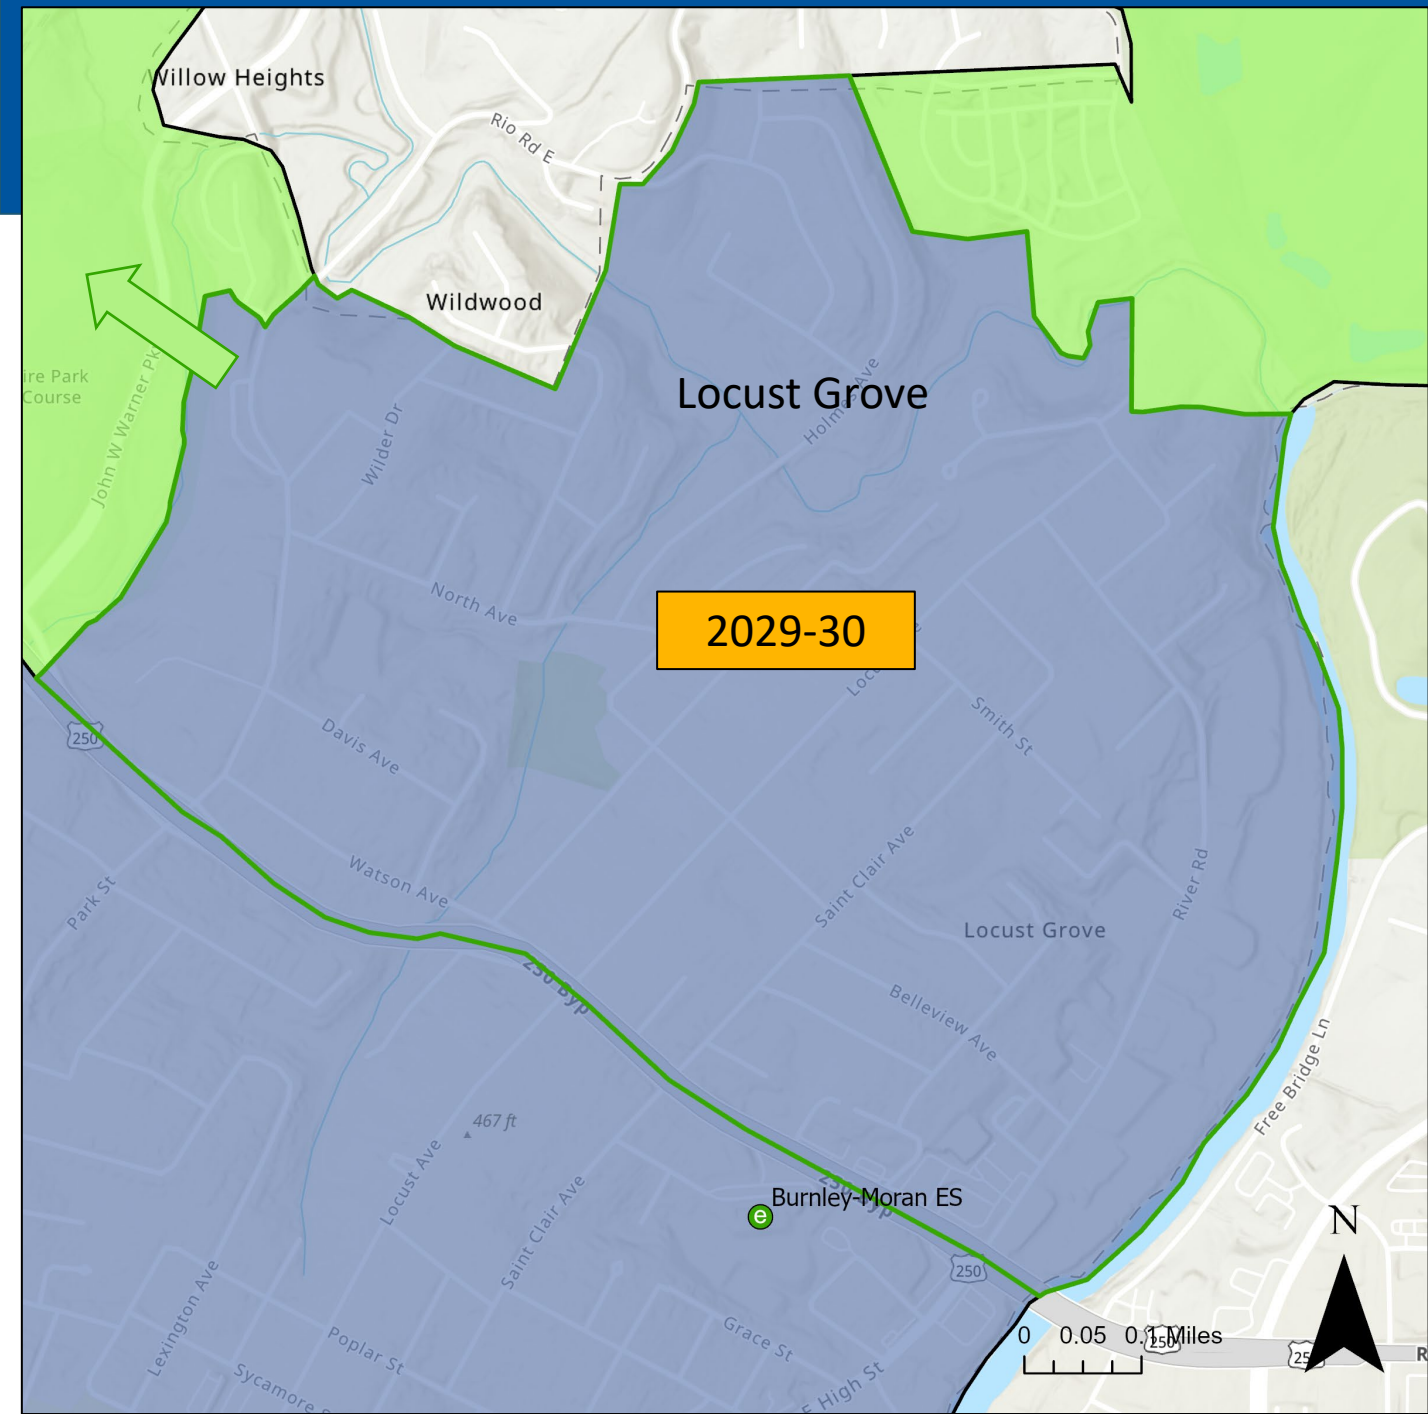 Willow Heights
Rio Rd E
Wildwood
ire Park
Course
John W Warner Pk
Wilder Dr
Locust Grove
Holmes Ave
North Ave
2029-30
Smith St
250
Davis Ave
Watson Ave
Park St
Saint Clair Ave
River Rd
Locust Grove
Belleview Ave
250 Byp
Free Bridge Ln
467 ft
Locust Ave
Saint Clair Ave
Burnley-Moran ES
e
250 Byp
250
N
Lexington Ave
Poplar St
Grace St
0 0.05 0.1 Miles
250
25
R
Sycamore
E High St